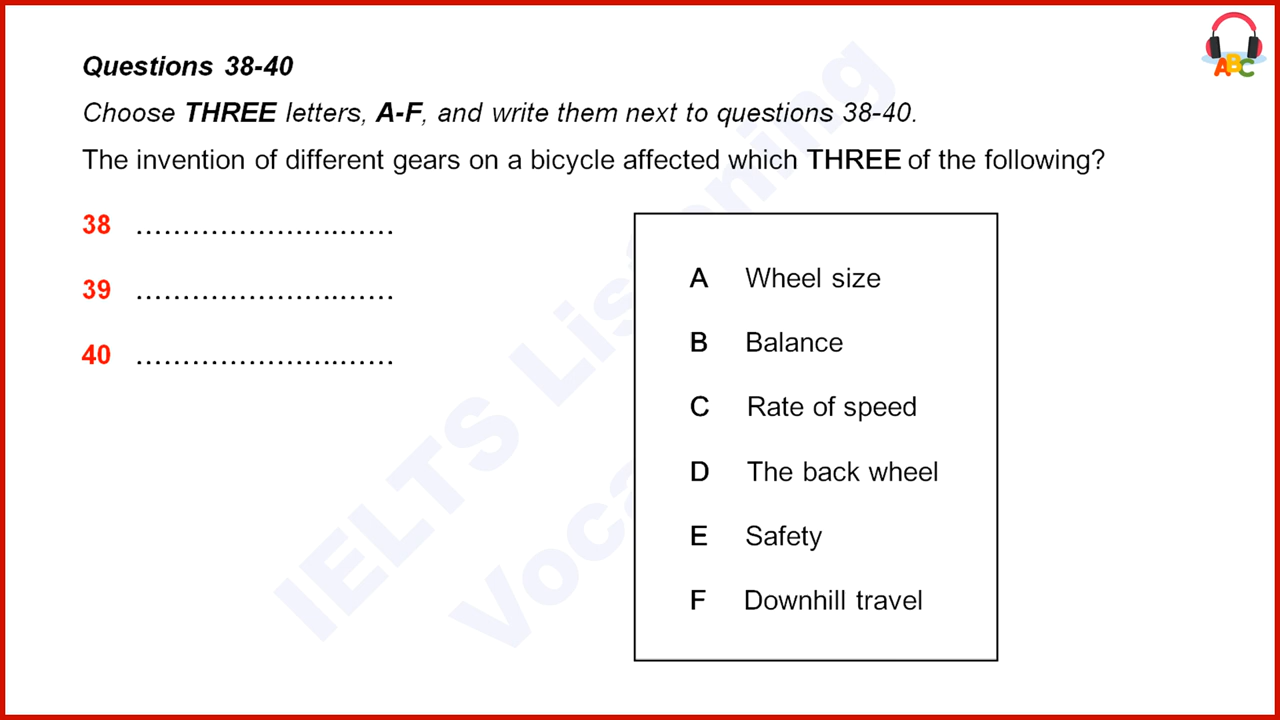 Questions 38-40
Choose THREE letters, A-F, and write them next to questions 38-40.
The invention of different gears on a bicycle affected which THREE of the following?
38 ……………………..……
39 ……………………..……
40 ……………………..……
A Wheel size
B Balance
C Rate of speed
D The back wheel
E Safety
F Downhill travel
ABC
IELTS Listening